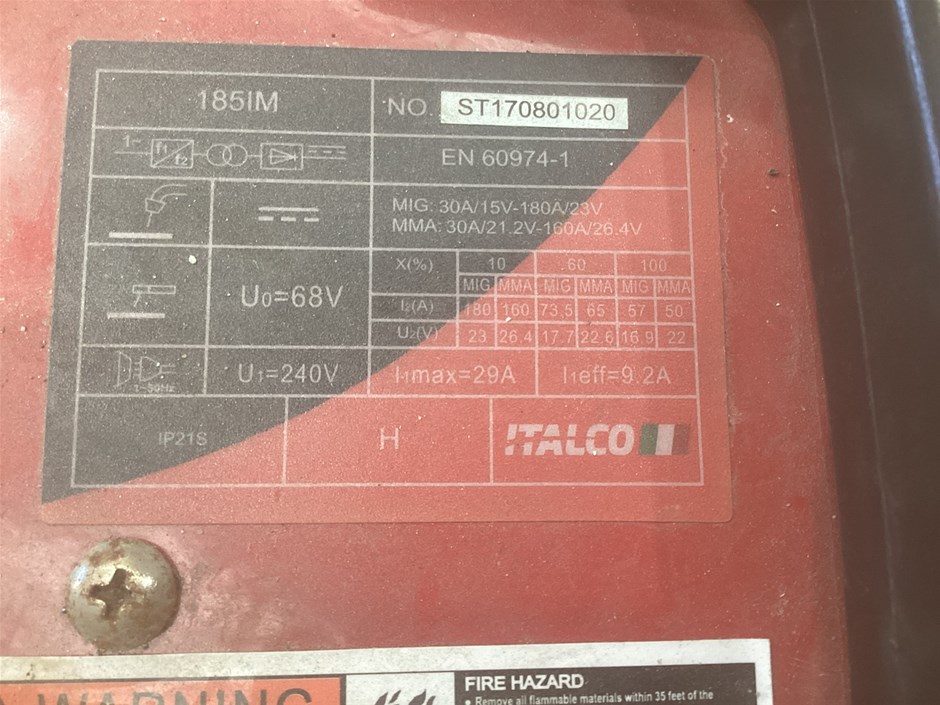 185IM
NO. ST170801020
1~ f1 f2
EN 60974-1
MIG: 30A/15V-180A/23V
MMA: 30A/21.2V-160A/26.4V
X(%) 10 60 100
MIG MMA MIG MMA MIG MMA
U0=68V
I2(A) 180 160 73.5 65 57 50
U2(V) 23 26.4 17.7 22.6 16.9 22
1~50Hz
U1=240V
I1max=29A
I1eff=9.2A
IP21S
H
ITALCO
WARNING
FIRE HAZARD
• Remove all flammable materials within 35 feet of the